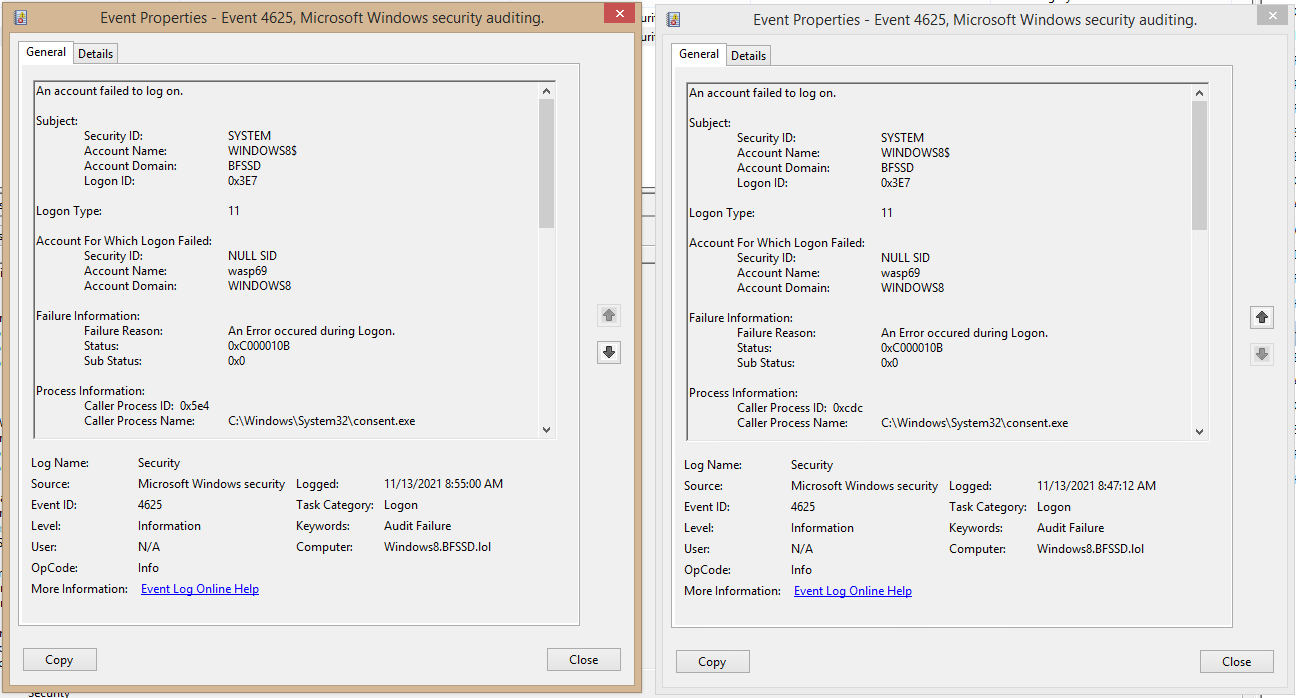 Event Properties - Event 4625, Microsoft Windows security auditing.
General Details
An account failed to log on.
Subject:
Security ID: SYSTEM
Account Name: WINDOWS8$
Account Domain: BFSSD
Logon ID: 0x3E7
Logon Type: 11
Account For Which Logon Failed:
Security ID: NULL SID
Account Name: wasp69
Account Domain: WINDOWS8
Failure Information:
Failure Reason: An Error occured during Logon.
Status: 0xC000010B
Sub Status: 0x0
Process Information:
Caller Process ID: 0x5e4
Caller Process Name: C:\Windows\System32\consent.exe
Log Name: Security
Source: Microsoft Windows security Logged: 11/13/2021 8:55:00 AM
Event ID: 4625 Task Category: Logon
Level: Information Keywords: Audit Failure
User: N/A Computer: Windows8.BFSSD.lol
OpCode: Info
More Information: Event Log Online Help
Copy Close
Event Properties - Event 4625, Microsoft Windows security auditing.
General Details
An account failed to log on.
Subject:
Security ID: SYSTEM
Account Name: WINDOWS8$
Account Domain: BFSSD
Logon ID: 0x3E7
Logon Type: 11
Account For Which Logon Failed:
Security ID: NULL SID
Account Name: wasp69
Account Domain: WINDOWS8
Failure Information:
Failure Reason: An Error occured during Logon.
Status: 0xC000010B
Sub Status: 0x0
Process Information:
Caller Process ID: 0xcdc
Caller Process Name: C:\Windows\System32\consent.exe
Log Name: Security
Source: Microsoft Windows security Logged: 11/13/2021 8:47:12 AM
Event ID: 4625 Task Category: Logon
Level: Information Keywords: Audit Failure
User: N/A Computer: Windows8.BFSSD.lol
OpCode: Info
More Information: Event Log Online Help
Copy Close